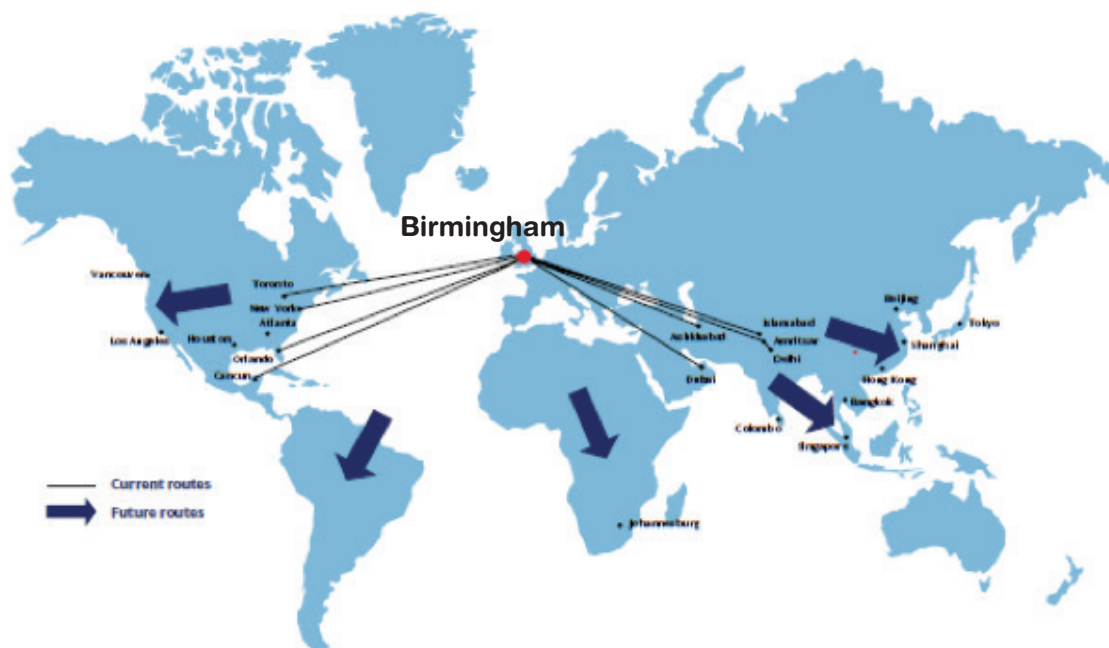 Birmingham
Vancouver
Toronto
New York
Atlanta
Los Angeles
Houston
Orlando
Cancun
Beijing
Islamabad
Tokyo
Ashkhabad
Amritsar
Shanghai
Delhi
Dubai
Hong Kong
Bangkok
Colombo
Singapore
Johannesburg
Current routes
Future routes